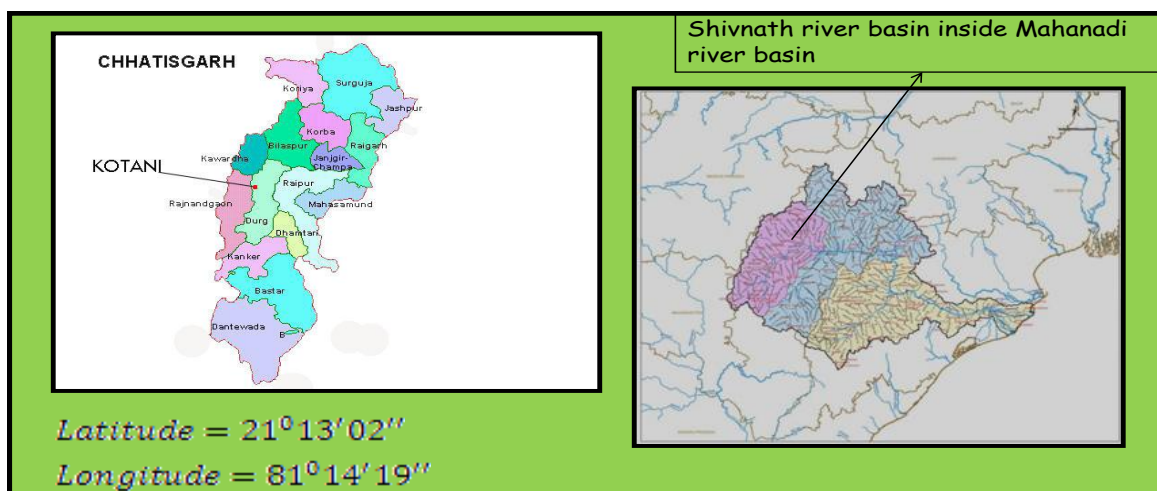 Shivnath river basin inside Mahanadi
river basin
CHHATISGARH
Koriya
Surguja
Jashpur
Korba
Bilaspur
Raigarh
Kawardha
Janjgir-
Champa
KOTANI
Raipur
Rajnandgaon
Mahasamund
Durg
Dhamtari
Kanker
Bastar
Dantewada
B
Latitude = 21⁰13′02′′
Longitude = 81⁰14′19′′